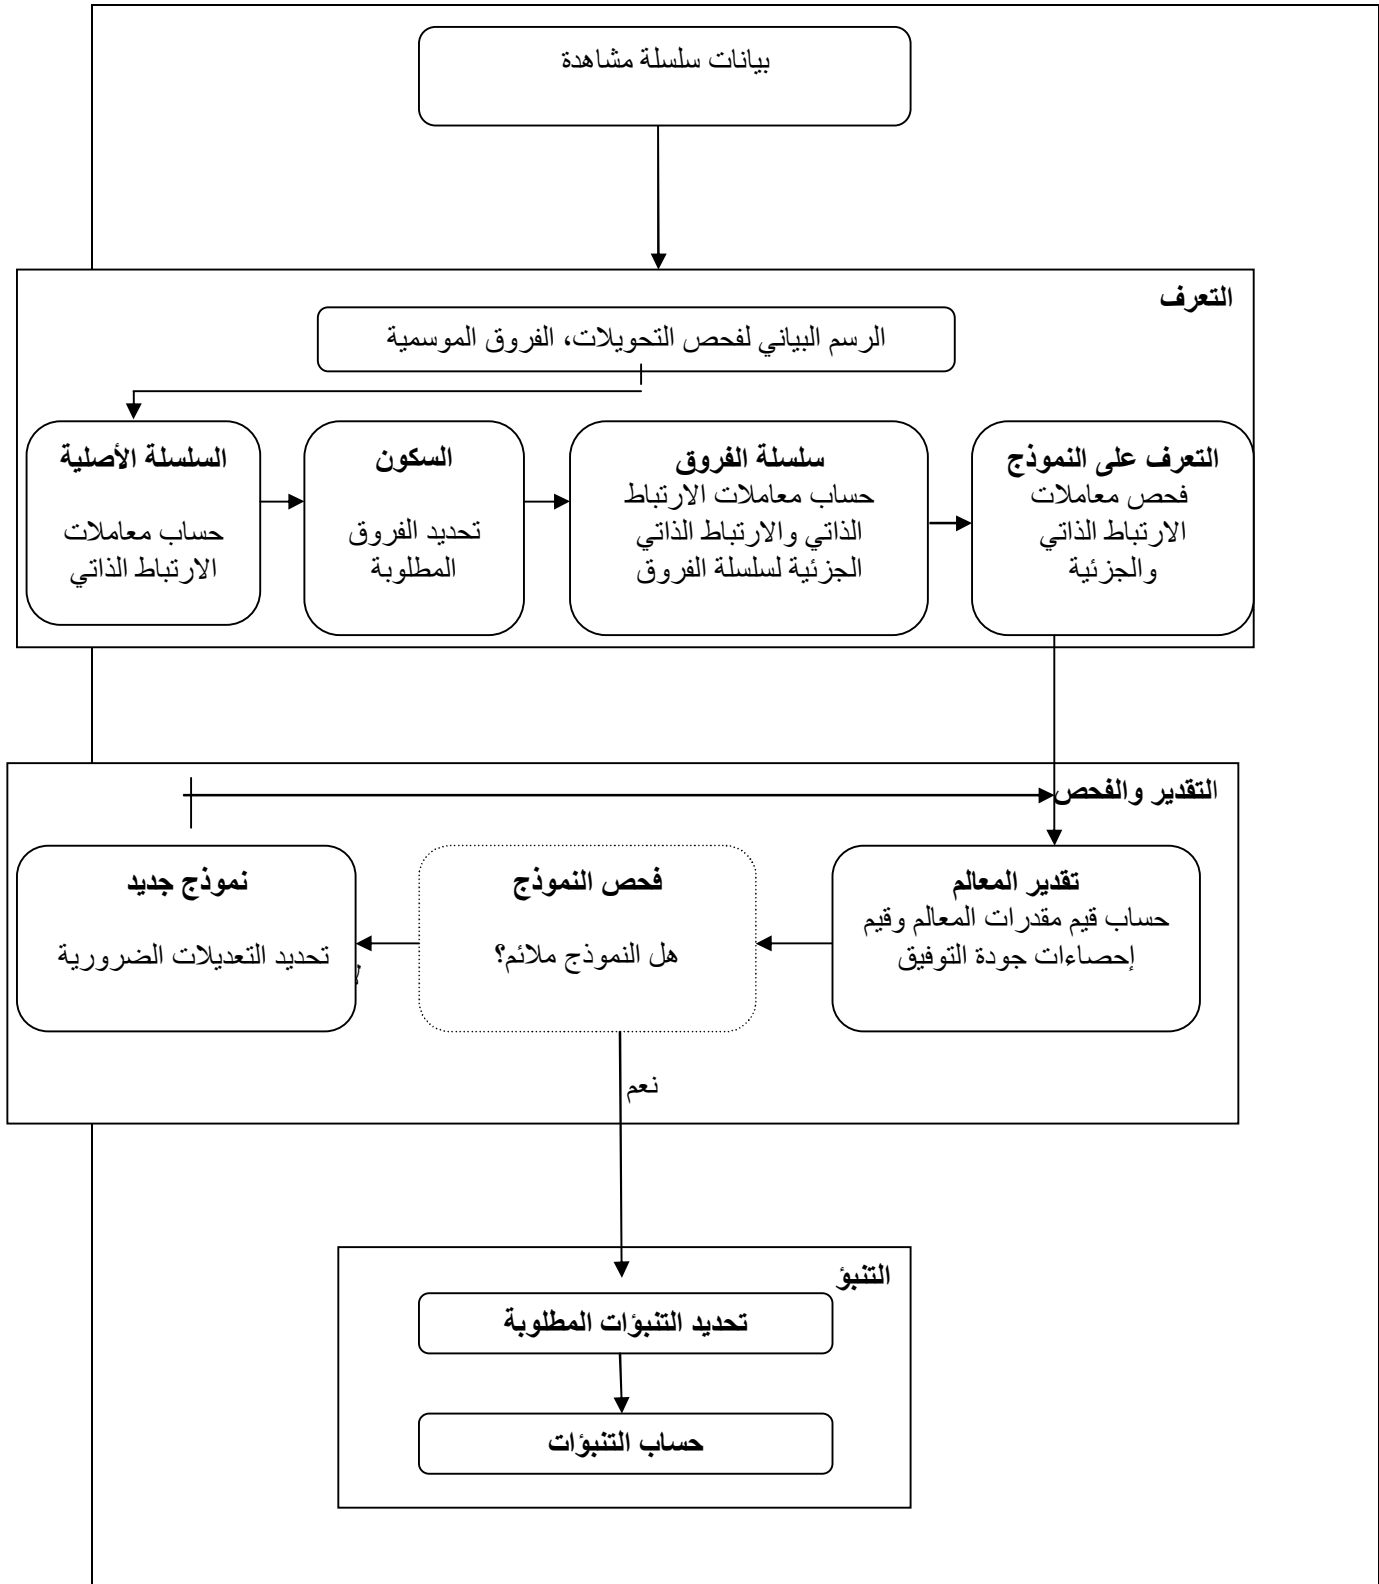 بيانات سلسلة مشاهدة
التعرف
الرسم البياني لفحص التحويلات، الفروق الموسمية
السلسلة الأصلية
حساب معاملات
الارتباط الذاتي
السكون
تحديد الفروق
المطلوبة
سلسلة الفروق
حساب معاملات الارتباط
الذاتي والارتباط الذاتي
الجزئية لسلسلة الفروق
التعرف على النموذج
فحص معاملات
الارتباط الذاتي
والجزئية
التقدير والفحص
تقدير المعالم
حساب قيم مقدرات المعالم وقيم
إحصاءات جودة التوفيق
فحص النموذج
هل النموذج ملائم؟
نموذج جديد
تحديد التعديلات الضرورية
نعم
التنبؤ
تحديد التنبؤات المطلوبة
حساب التنبؤات